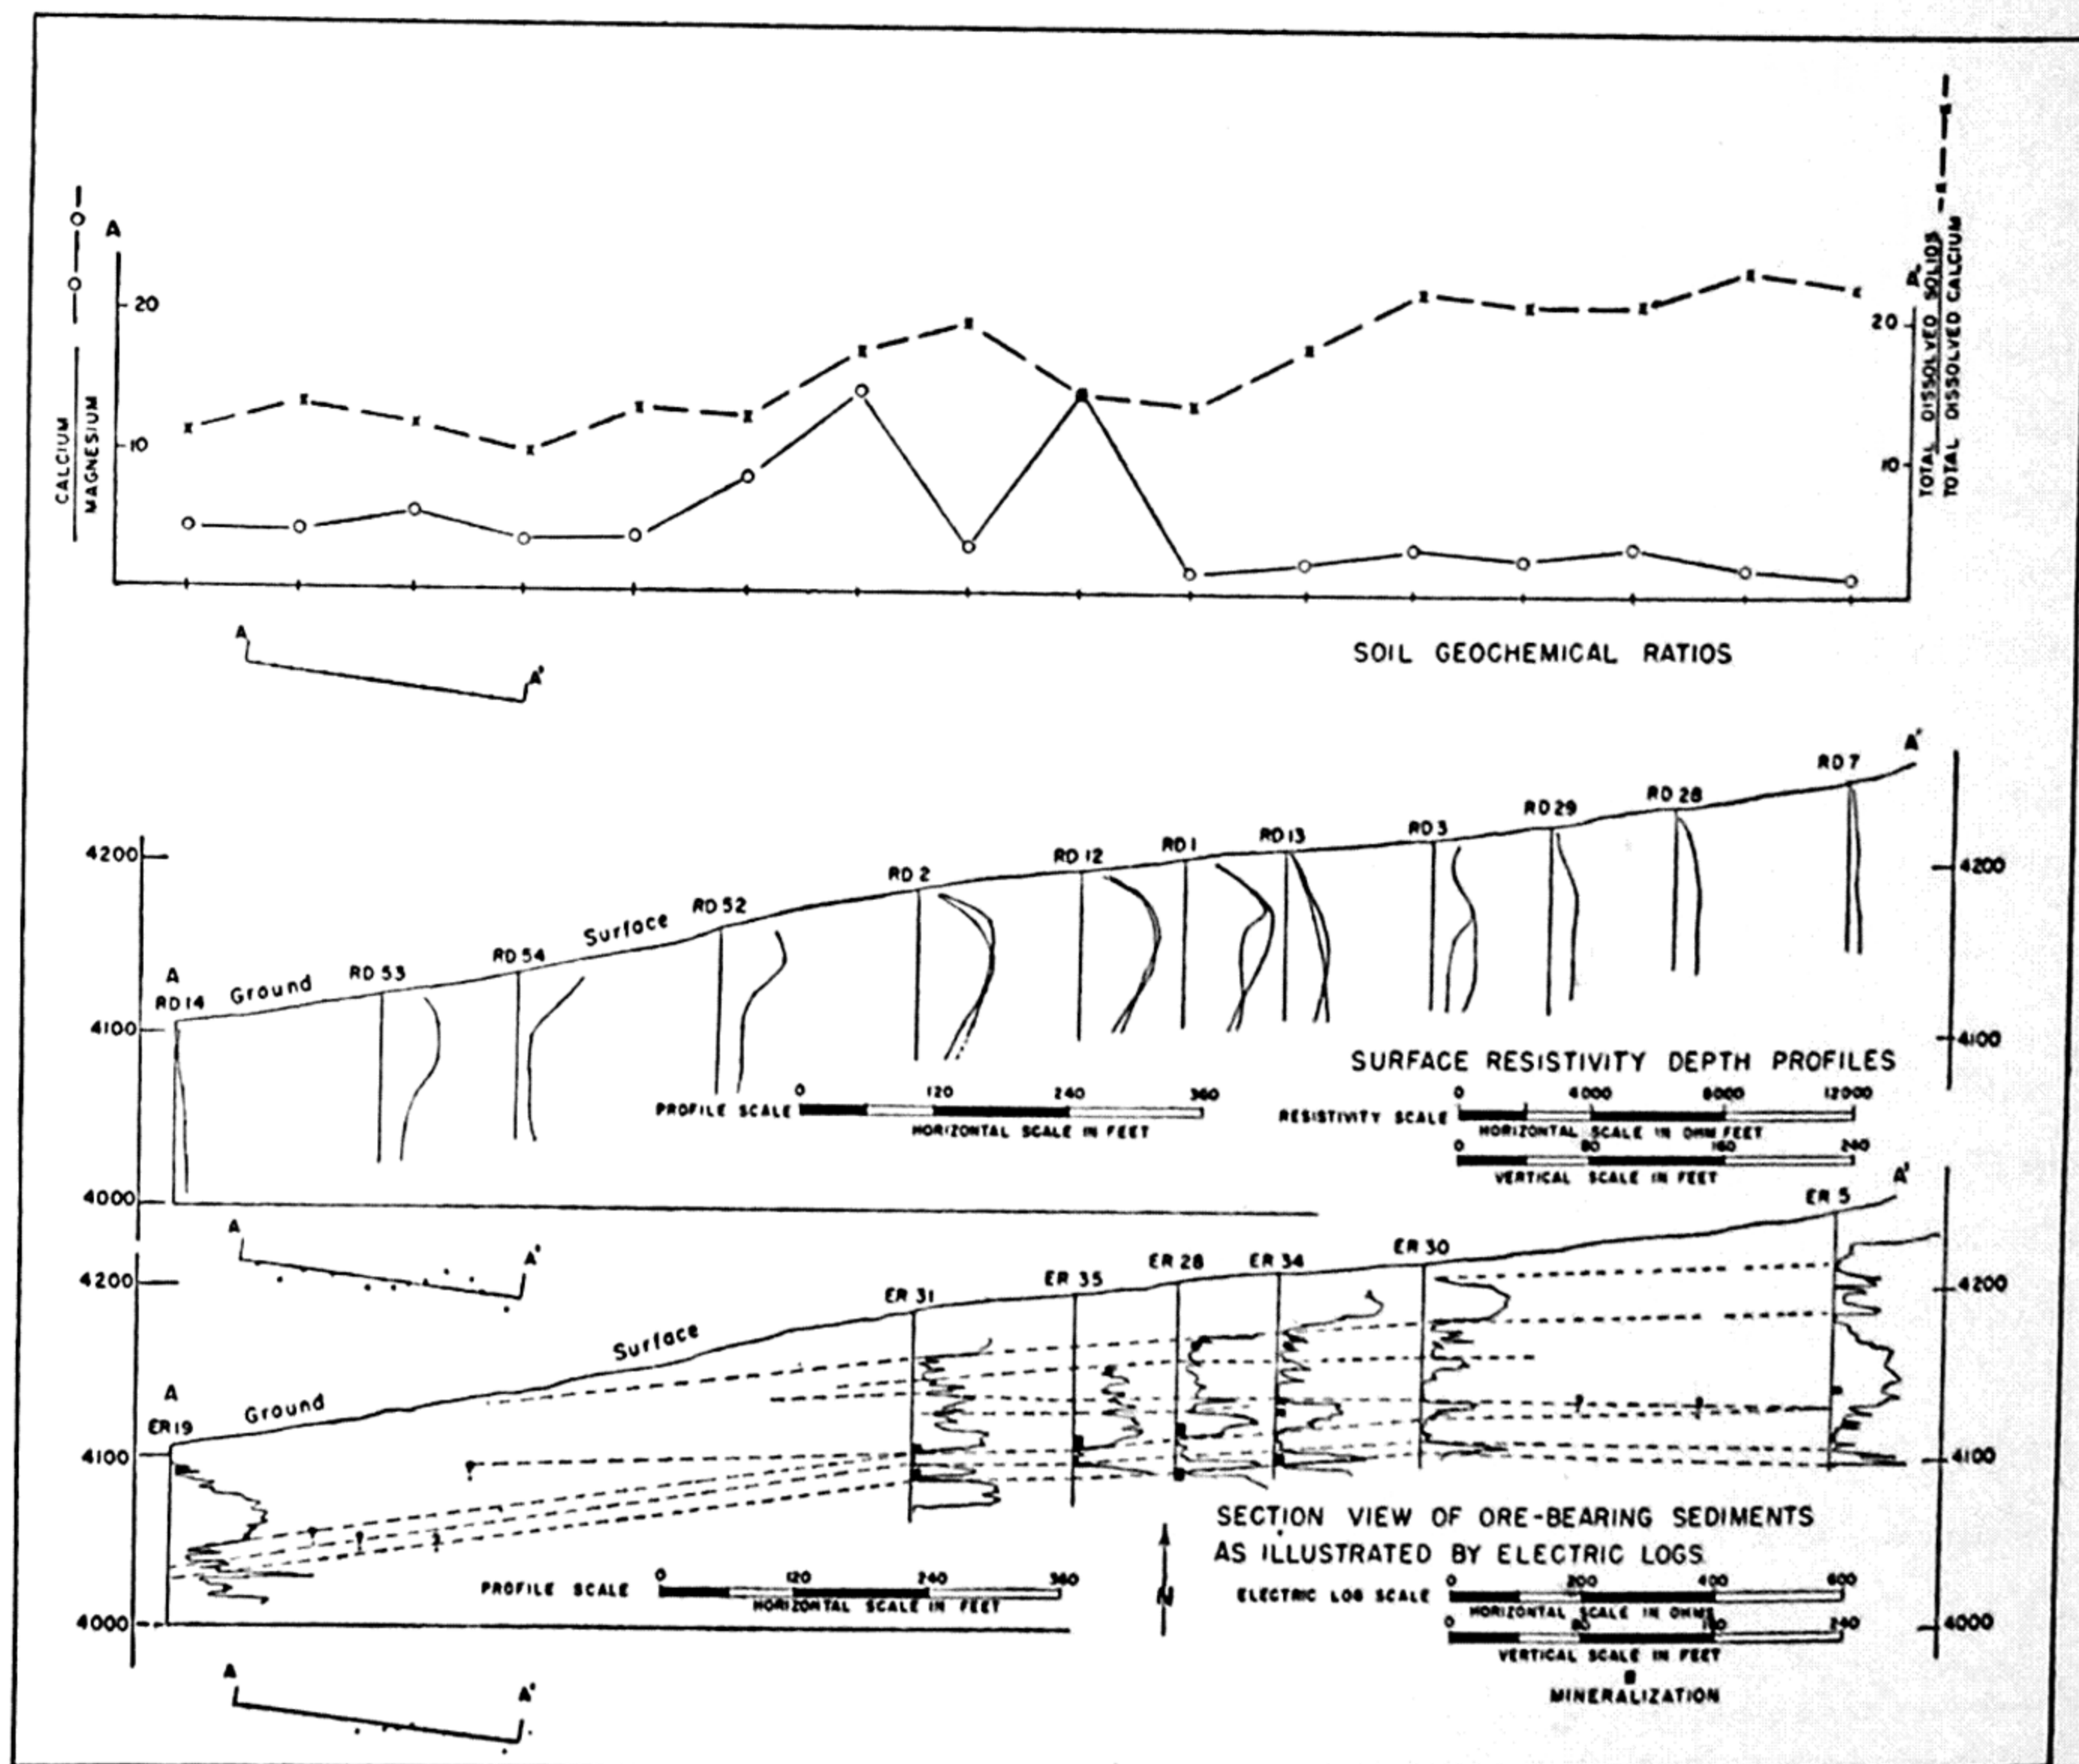 A
20
10
CALCIUM
MAGNESIUM
A'
20
10
TOTAL DISSOLVED SOLIDS
TOTAL DISSOLVED CALCIUM
SOIL GEOCHEMICAL RATIOS
A
A'
A'
RD 7
RD 28
RD 29
RD 3
RD 13
RD 1
RD 12
RD 2
RD 52
RD 54
RD 53
RD 14
A
Ground Surface
4200
4100
4000
4200
4100
SURFACE RESISTIVITY DEPTH PROFILES
0 120 240 360
PROFILE SCALE
HORIZONTAL SCALE IN FEET
0 4000 8000 12000
RESISTIVITY SCALE
HORIZONTAL SCALE IN OHM FEET
0 80 160 240
VERTICAL SCALE IN FEET
A
A'
A'
ER 5
ER 30
ER 34
ER 28
ER 35
ER 31
A
ER 19
Ground Surface
4200
4100
4000
4200
4100
4000
SECTION VIEW OF ORE-BEARING SEDIMENTS
AS ILLUSTRATED BY ELECTRIC LOGS
0 120 240 360
PROFILE SCALE
HORIZONTAL SCALE IN FEET
N
0 200 400 600
ELECTRIC LOG SCALE
HORIZONTAL SCALE IN OHMS
0 80 160 240
VERTICAL SCALE IN FEET
MINERALIZATION
A
A'